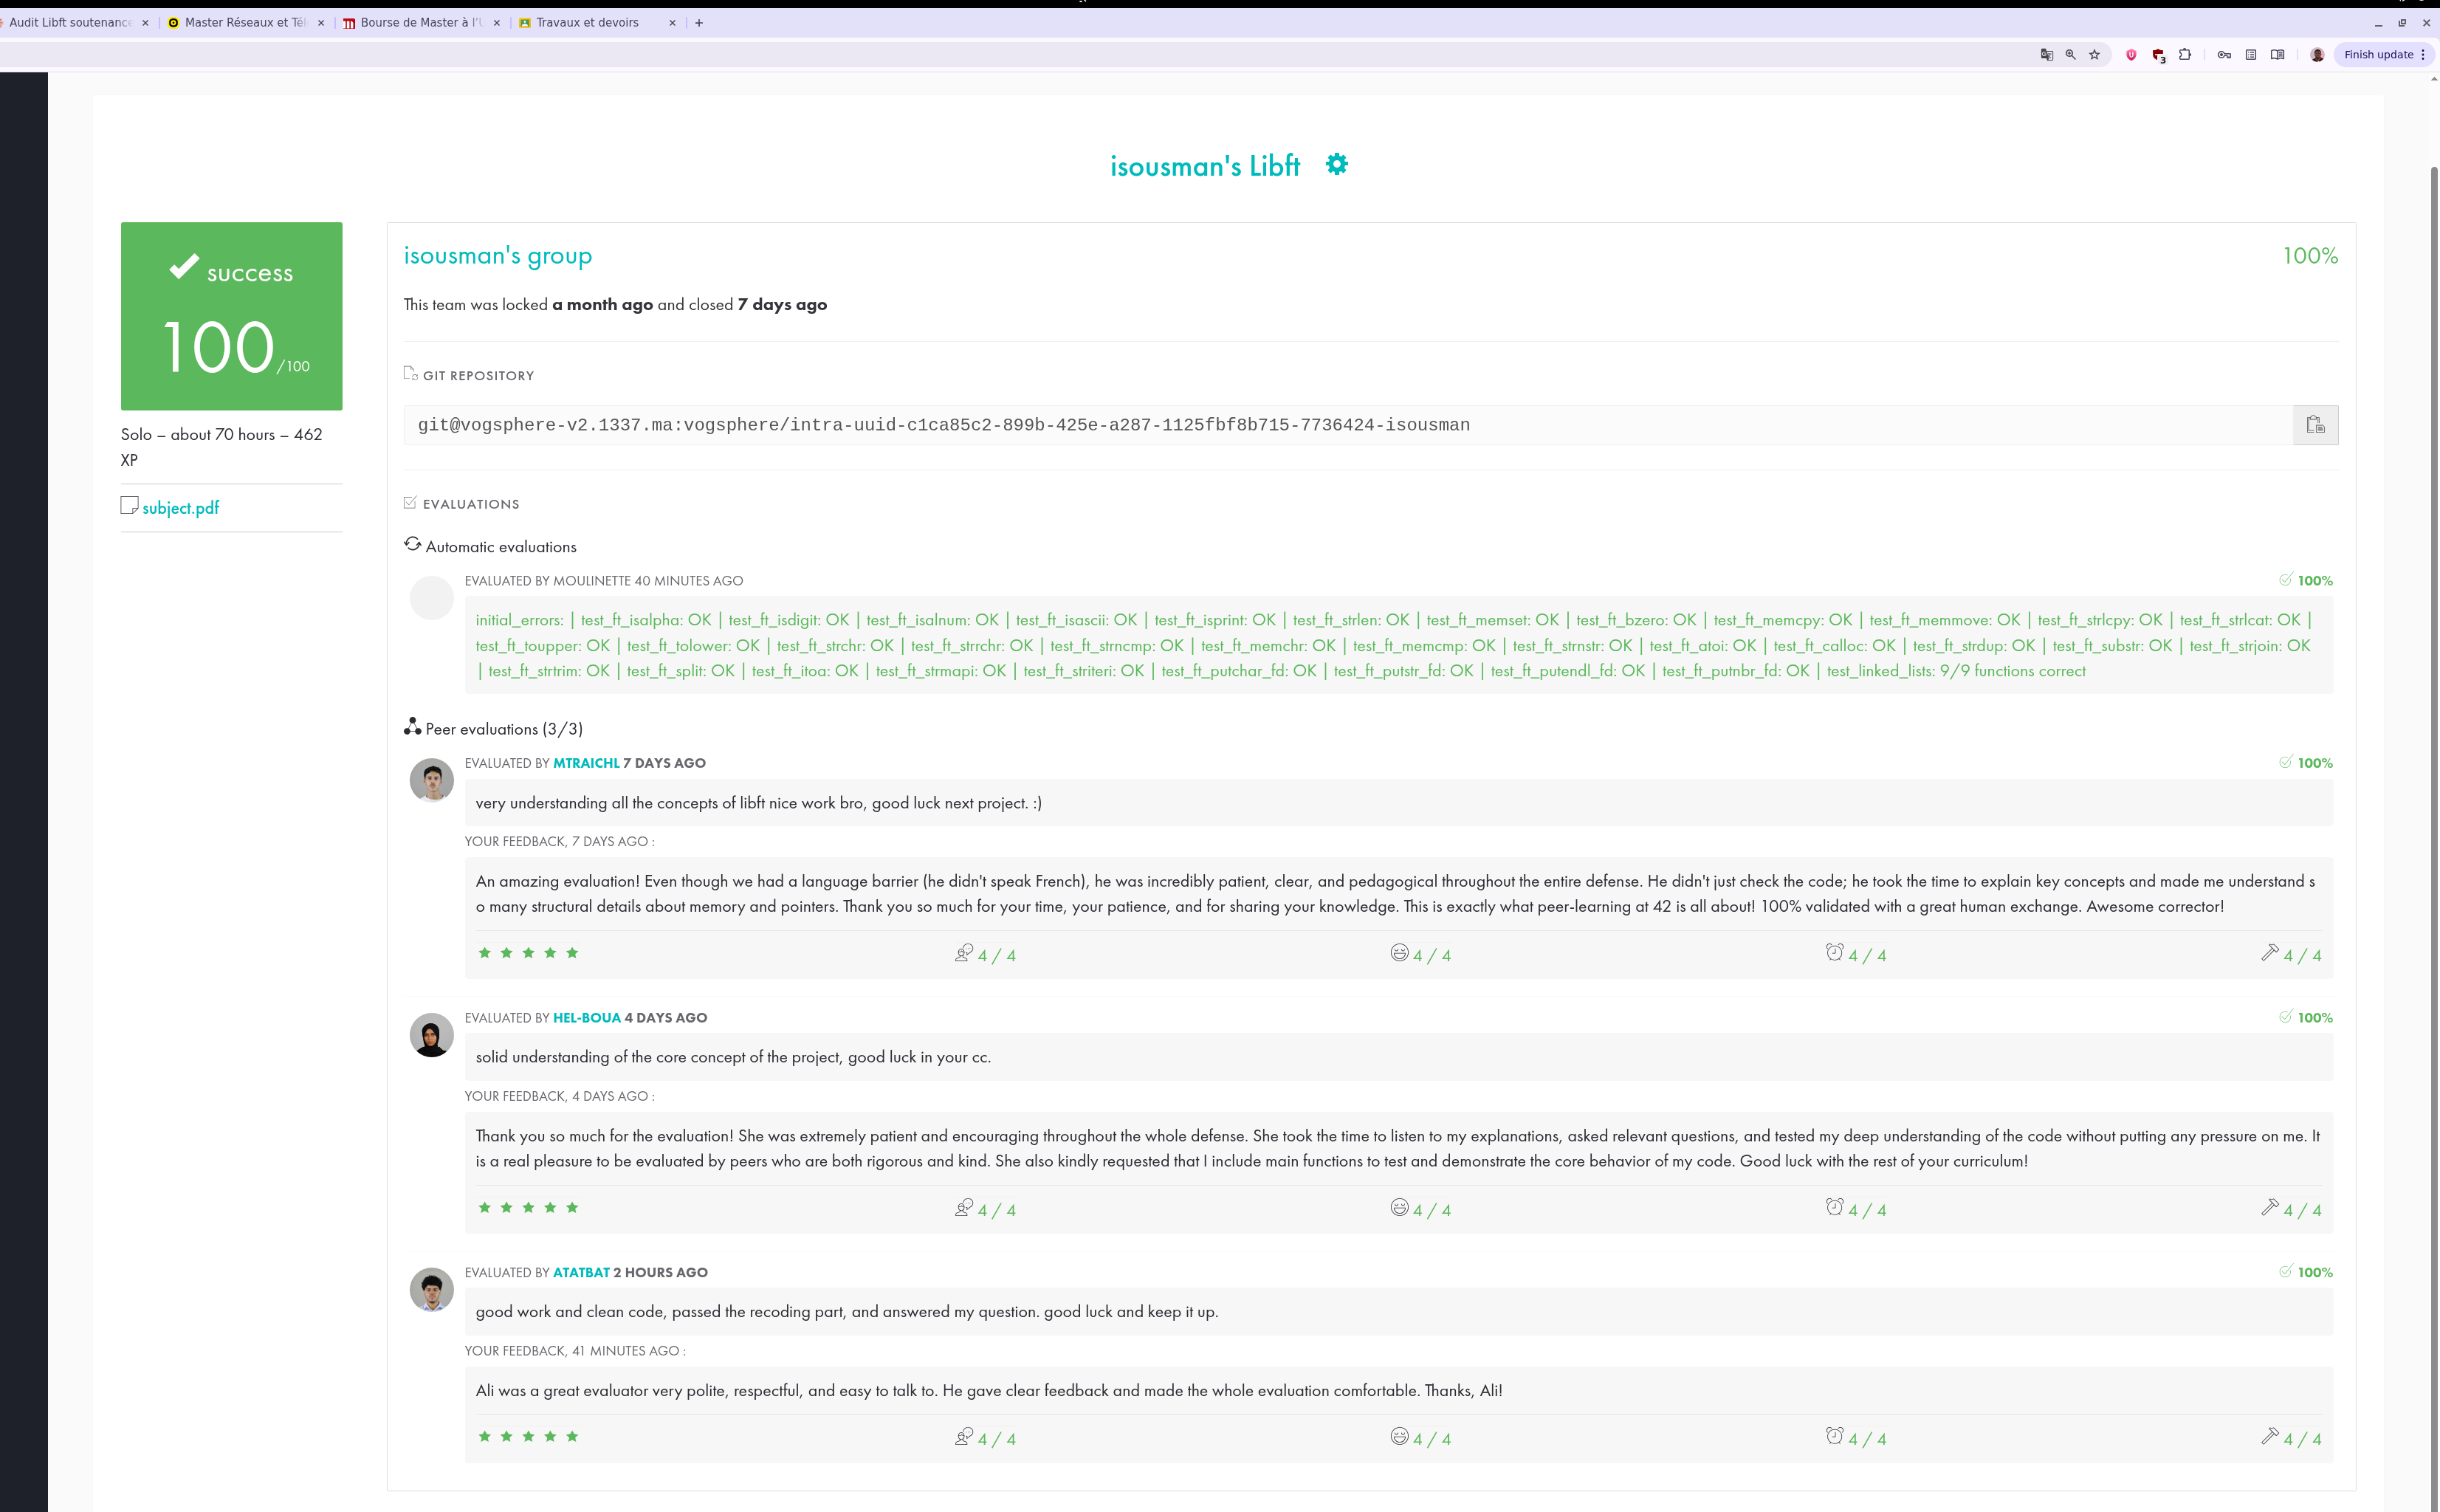 Audit Libft soutenance
Master Réseaux et Tél
Bourse de Master à l'U
Travaux et devoirs
Finish update
3
isousman's Libft
success
100/100
Solo – about 70 hours – 462
XP
subject.pdf
isousman's group
100%
This team was locked a month ago and closed 7 days ago
GIT REPOSITORY
git@vogsphere-v2.1337.ma:vogsphere/intra-uuid-c1ca85c2-899b-425e-a287-1125fbf8b715-7736424-isousman
EVALUATIONS
Automatic evaluations
EVALUATED BY MOULINETTE 40 MINUTES AGO
100%
initial_errors: | test_ft_isalpha: OK | test_ft_isdigit: OK | test_ft_isalnum: OK | test_ft_isascii: OK | test_ft_isprint: OK | test_ft_strlen: OK | test_ft_memset: OK | test_ft_bzero: OK | test_ft_memcpy: OK | test_ft_memmove: OK | test_ft_strlcpy: OK | test_ft_strlcat: OK |
test_ft_toupper: OK | test_ft_tolower: OK | test_ft_strchr: OK | test_ft_strrchr: OK | test_ft_strncmp: OK | test_ft_memchr: OK | test_ft_memcmp: OK | test_ft_strnstr: OK | test_ft_atoi: OK | test_ft_calloc: OK | test_ft_strdup: OK | test_ft_substr: OK | test_ft_strjoin: OK
| test_ft_strtrim: OK | test_ft_split: OK | test_ft_itoa: OK | test_ft_strmapi: OK | test_ft_striteri: OK | test_ft_putchar_fd: OK | test_ft_putstr_fd: OK | test_ft_putendl_fd: OK | test_ft_putnbr_fd: OK | test_linked_lists: 9/9 functions correct
Peer evaluations (3/3)
EVALUATED BY MTRAICHL 7 DAYS AGO
100%
very understanding all the concepts of libft nice work bro, good luck next project. :)
YOUR FEEDBACK, 7 DAYS AGO :
An amazing evaluation! Even though we had a language barrier (he didn't speak French), he was incredibly patient, clear, and pedagogical throughout the entire defense. He didn't just check the code; he took the time to explain key concepts and made me understand s
o many structural details about memory and pointers. Thank you so much for your time, your patience, and for sharing your knowledge. This is exactly what peer-learning at 42 is all about! 100% validated with a great human exchange. Awesome corrector!
4 / 4
4 / 4
4 / 4
4 / 4
EVALUATED BY HEL-BOUA 4 DAYS AGO
100%
solid understanding of the core concept of the project, good luck in your cc.
YOUR FEEDBACK, 4 DAYS AGO :
Thank you so much for the evaluation! She was extremely patient and encouraging throughout the whole defense. She took the time to listen to my explanations, asked relevant questions, and tested my deep understanding of the code without putting any pressure on me. It
is a real pleasure to be evaluated by peers who are both rigorous and kind. She also kindly requested that I include main functions to test and demonstrate the core behavior of my code. Good luck with the rest of your curriculum!
4 / 4
4 / 4
4 / 4
4 / 4
EVALUATED BY ATATBAT 2 HOURS AGO
100%
good work and clean code, passed the recoding part, and answered my question. good luck and keep it up.
YOUR FEEDBACK, 41 MINUTES AGO :
Ali was a great evaluator very polite, respectful, and easy to talk to. He gave clear feedback and made the whole evaluation comfortable. Thanks, Ali!
4 / 4
4 / 4
4 / 4
4 / 4